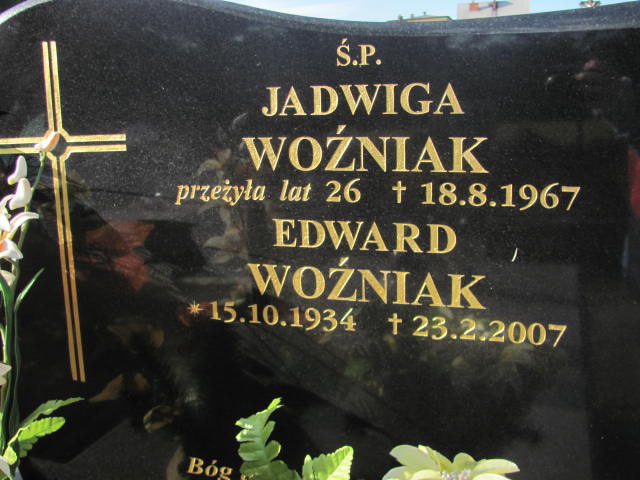 Ś.P.
JADWIGA
WOŹNIAK
przeżyła lat 26 † 18.8.1967
EDWARD
WOŹNIAK
*15.10.1934 † 23.2.2007
Bóg